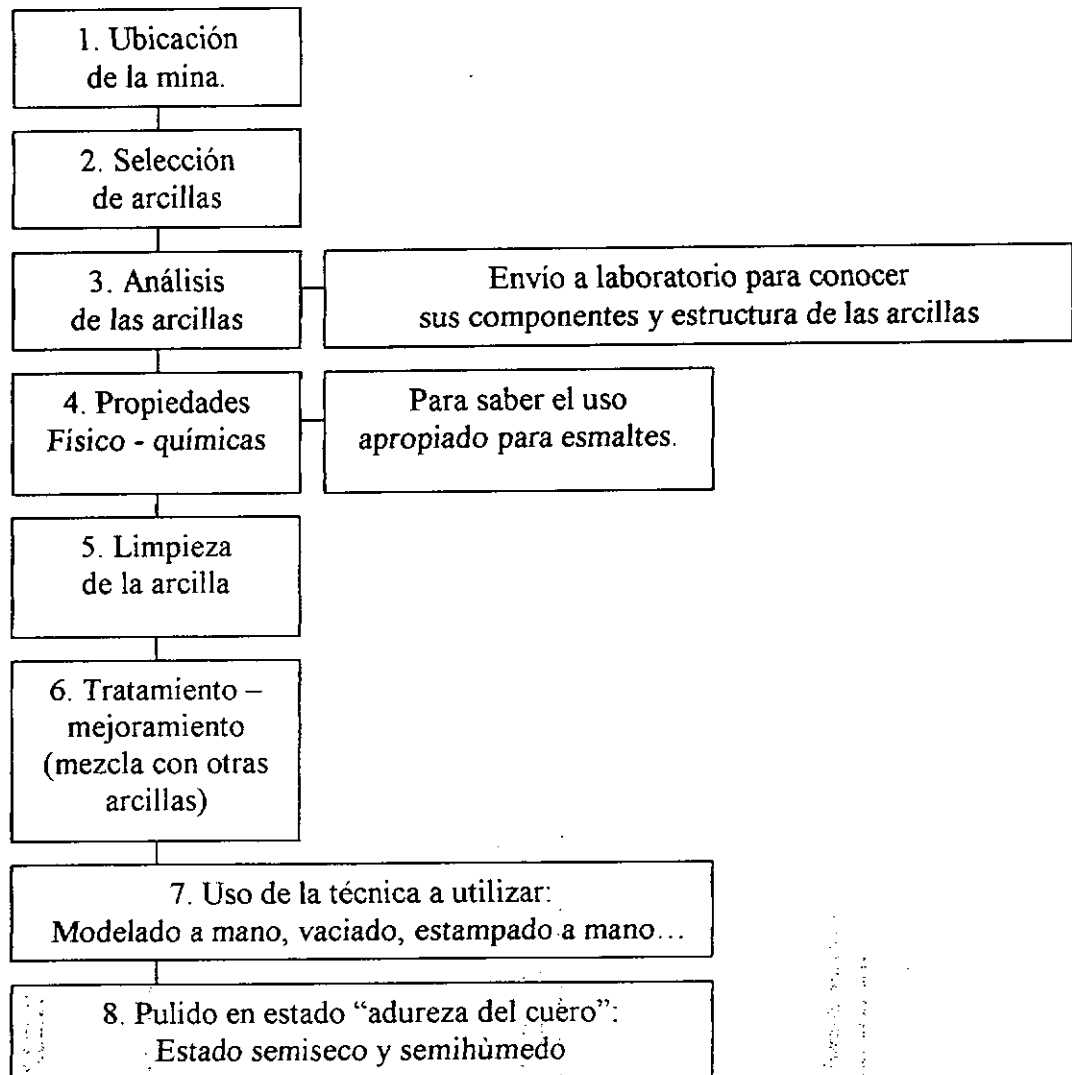 1. Ubicación
de la mina.
2. Selección
de arcillas
3. Análisis
de las arcillas
Envío a laboratorio para conocer
sus componentes y estructura de las arcillas
4. Propiedades
Físico - químicas
Para saber el uso
apropiado para esmaltes.
5. Limpieza
de la arcilla
6. Tratamiento –
mejoramiento
(mezcla con otras
arcillas)
7. Uso de la técnica a utilizar:
Modelado a mano, vaciado, estampado a mano…
8. Pulido en estado “adureza del cuero”:
Estado semiseco y semihùmedo